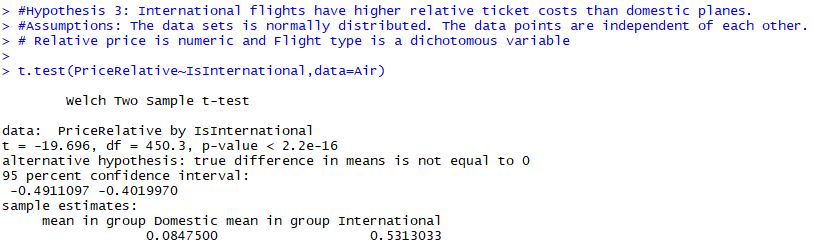 > #Hypothesis 3: International flights have higher relative ticket costs than domestic planes.
> #Assumptions: The data sets is normally distributed. The data points are independent of each other.
> # Relative price is numeric and Flight type is a dichotomous variable
>
> t.test(PriceRelative~IsInternational,data=Air)
Welch Two Sample t-test
data: PriceRelative by IsInternational
t = -19.696, df = 450.3, p-value < 2.2e-16
alternative hypothesis: true difference in means is not equal to 0
95 percent confidence interval:
-0.4911097 -0.4019970
sample estimates:
mean in group Domestic mean in group International
0.0847500 0.5313033